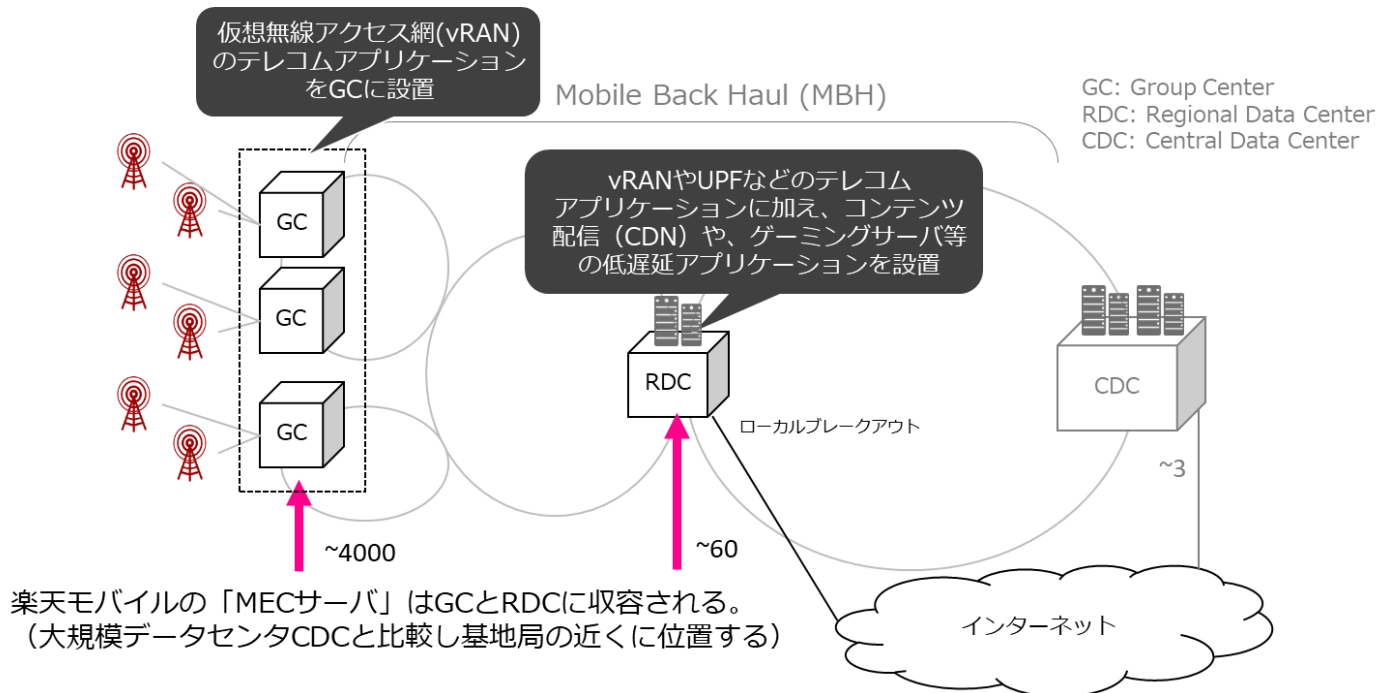 仮想無線アクセス網(vRAN)
のテレコムアプリケーション
をGCに設置
Mobile Back Haul (MBH)
GC: Group Center
RDC: Regional Data Center
CDC: Central Data Center
vRANやUPFなどのテレコム
アプリケーションに加え、コンテンツ
配信（CDN）や、ゲーミングサーバ等
の低遅延アプリケーションを設置
GC
GC
GC
RDC
CDC
ローカルブレークアウト
~3
~4000
~60
楽天モバイルの「MECサーバ」はGCとRDCに収容される。
（大規模データセンタCDCと比較し基地局の近くに位置する）
インターネット